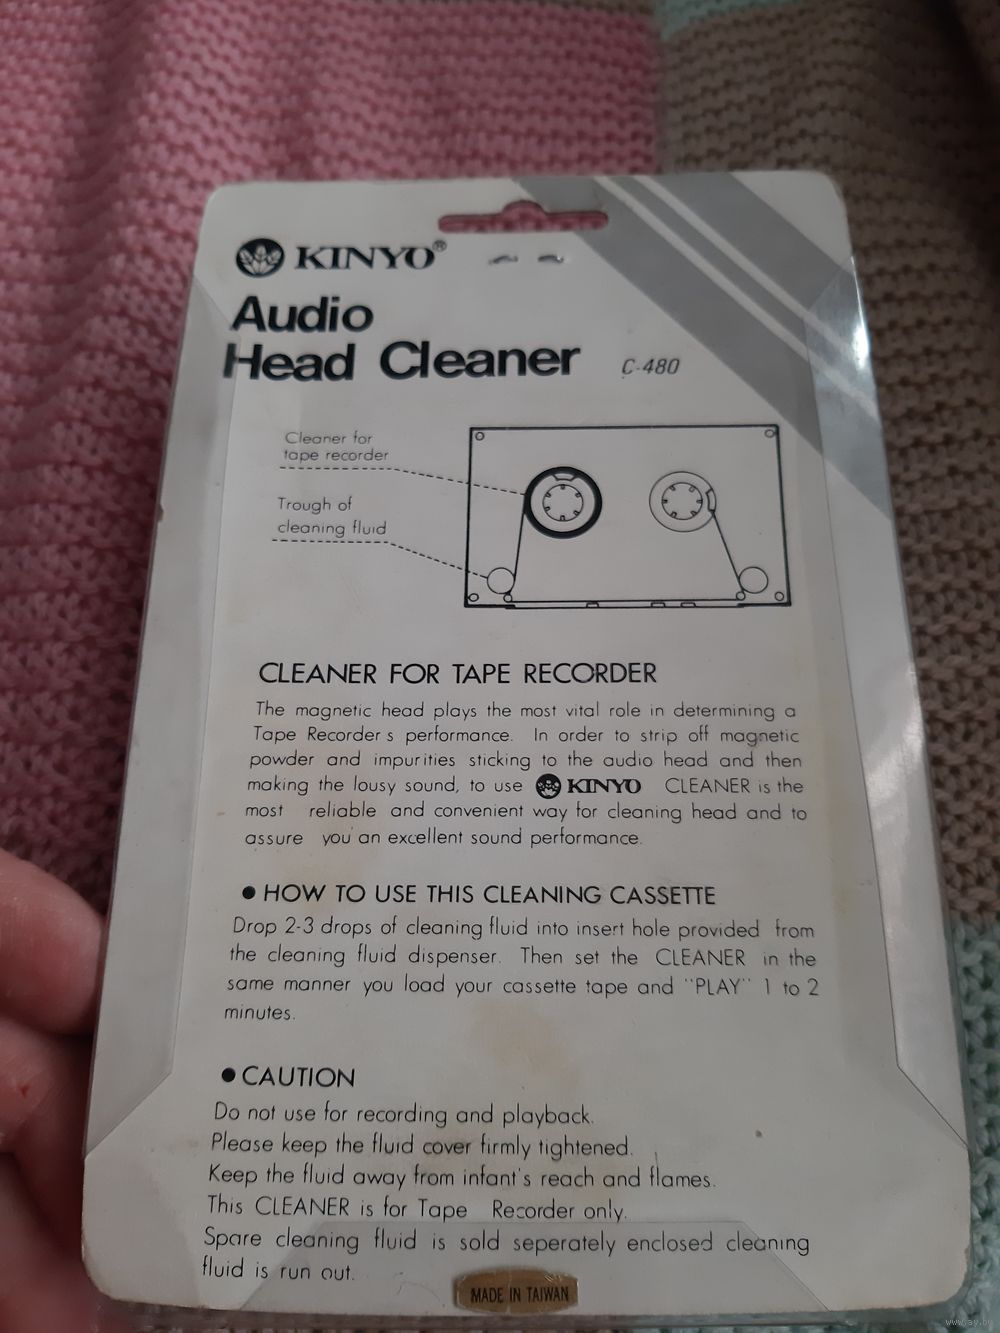 KINYO®
Audio
Head Cleaner C-480
Cleaner for
tape recorder
Trough of
cleaning fluid
CLEANER FOR TAPE RECORDER
The magnetic head plays the most vital role in determining a
Tape Recorder s performance. In order to strip off magnetic
powder and impurities sticking to the audio head and then
making the lousy sound, to use KINYO CLEANER is the
most reliable and convenient way for cleaning head and to
assure you an excellent sound performance.
● HOW TO USE THIS CLEANING CASSETTE
Drop 2-3 drops of cleaning fluid into insert hole provided from
the cleaning fluid dispenser. Then set the CLEANER in the
same manner you load your cassette tape and "PLAY" 1 to 2
minutes.
● CAUTION
Do not use for recording and playback.
Please keep the fluid cover firmly tightened.
Keep the fluid away from infant's reach and flames.
This CLEANER is for Tape Recorder only.
Spare cleaning fluid is sold seperately enclosed cleaning
fluid is run out.
MADE IN TAIWAN
www.ay.by